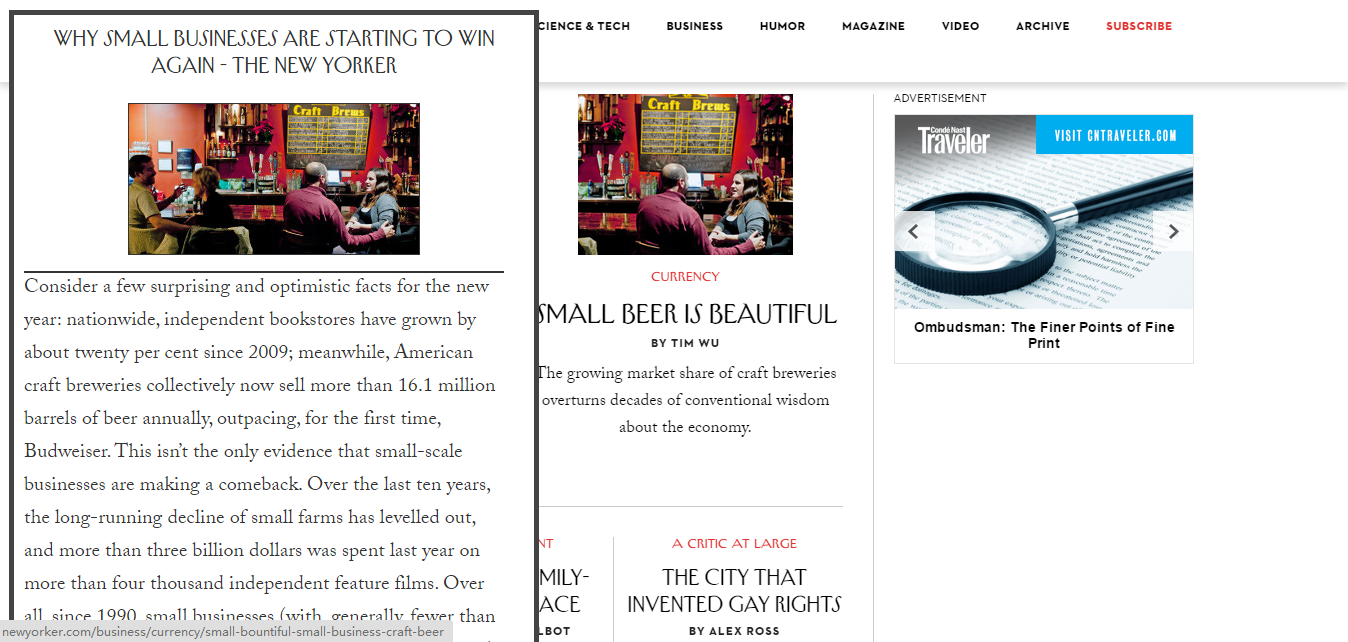 WHY SMALL BUSINESSES ARE STARTING TO WIN
AGAIN - THE NEW YORKER
Craft Brews
Consider a few surprising and optimistic facts for the new
year: nationwide, independent bookstores have grown by
about twenty per cent since 2009; meanwhile, American
craft breweries collectively now sell more than 16.1 million
barrels of beer annually, outpacing, for the first time,
Budweiser. This isn't the only evidence that small-scale
businesses are making a comeback. Over the last ten years,
the long-running decline of small farms has levelled out,
and more than three billion dollars was spent last year on
more than four thousand independent feature films. Over
all, since 1990, small businesses (with, generally, fewer than
newyorker.com/business/currency/small-bountiful-small-business-craft-beer
CIENCE & TECH BUSINESS HUMOR MAGAZINE VIDEO ARCHIVE SUBSCRIBE
Craft Brews
CURRENCY
SMALL BEER IS BEAUTIFUL
BY TIM WU
The growing market share of craft breweries
overturns decades of conventional wisdom
about the economy.
NT
MILY-
ACE
LBOT
A CRITIC AT LARGE
THE CITY THAT
INVENTED GAY RIGHTS
BY ALEX ROSS
ADVERTISEMENT
Condé Nast
Traveler
VISIT CNTRAVELER.COM
Ombudsman: The Finer Points of Fine
Print